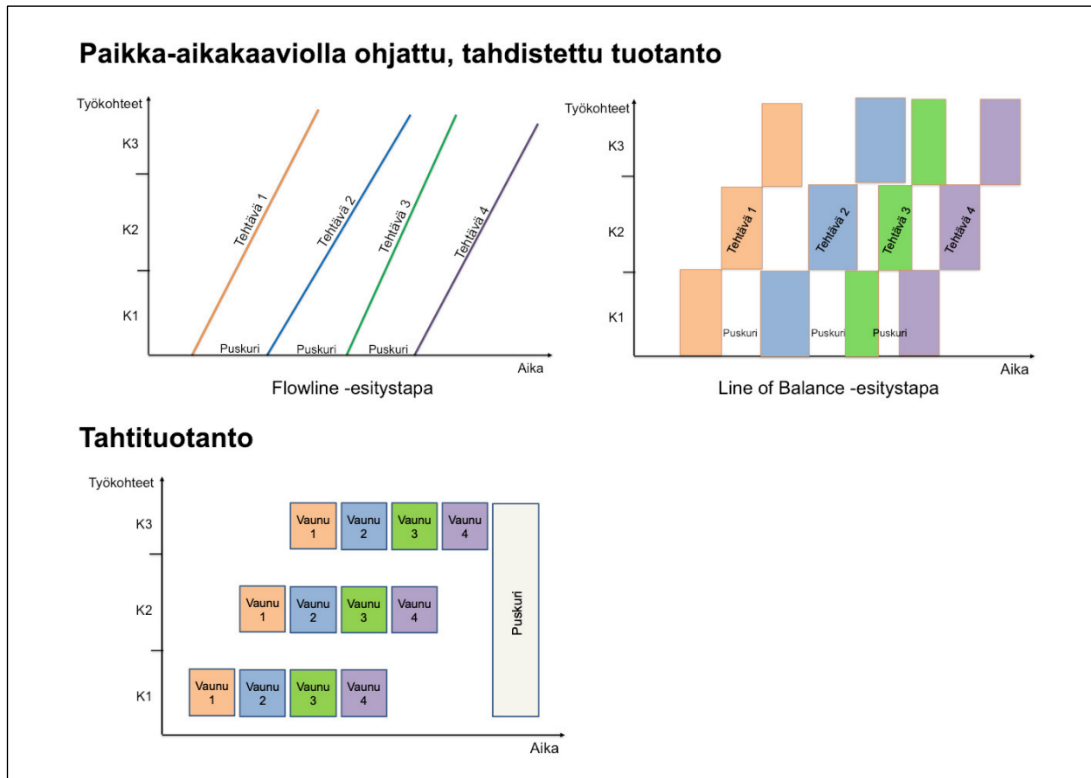 Paikka-aikakaaviolla ohjattu, tahdistettu tuotanto
Työkohteet
K3
K2
K1
Tehtävä 1
Tehtävä 2
Tehtävä 3
Tehtävä 4
Puskuri
Puskuri
Puskuri
Aika
Flowline -esitystapa
Työkohteet
K3
K2
K1
Tehtävä 1
Tehtävä 2
Tehtävä 3
Tehtävä 4
Puskuri
Puskuri
Puskuri
Aika
Line of Balance -esitystapa
Tahtituotanto
Työkohteet
K3
Vaunu
1
Vaunu
2
Vaunu
3
Vaunu
4
K2
Vaunu
1
Vaunu
2
Vaunu
3
Vaunu
4
K1
Vaunu
1
Vaunu
2
Vaunu
3
Vaunu
4
Puskuri
Aika